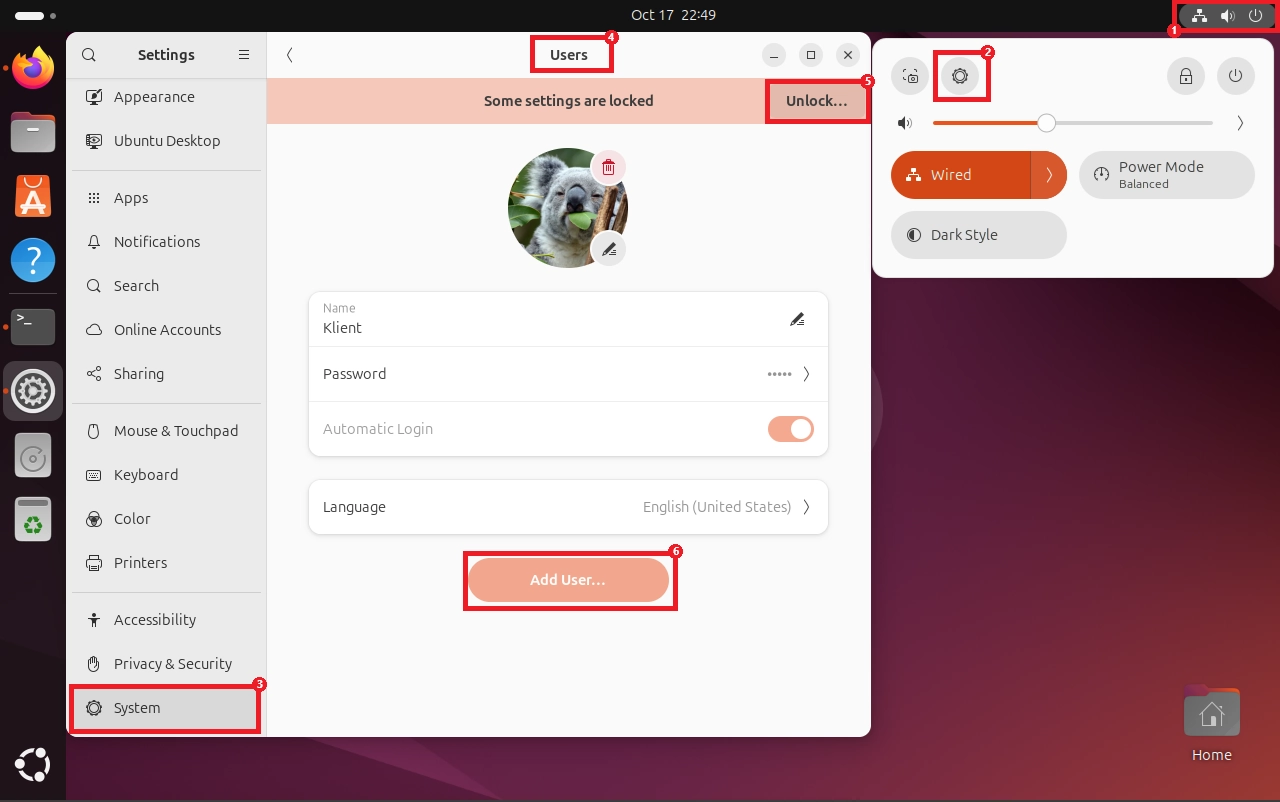 Oct 17 22:49
1
Settings
Appearance
Ubuntu Desktop
Apps
Notifications
Search
Online Accounts
Sharing
Mouse & Touchpad
Keyboard
Color
Printers
Accessibility
Privacy & Security
3
System
4
Users
5
Some settings are locked
Unlock...
Name
Klient
Password
•••••
Automatic Login
Language
English (United States)
6
Add User...
2
Wired
Power Mode
Balanced
Dark Style
>_
?
A
Home